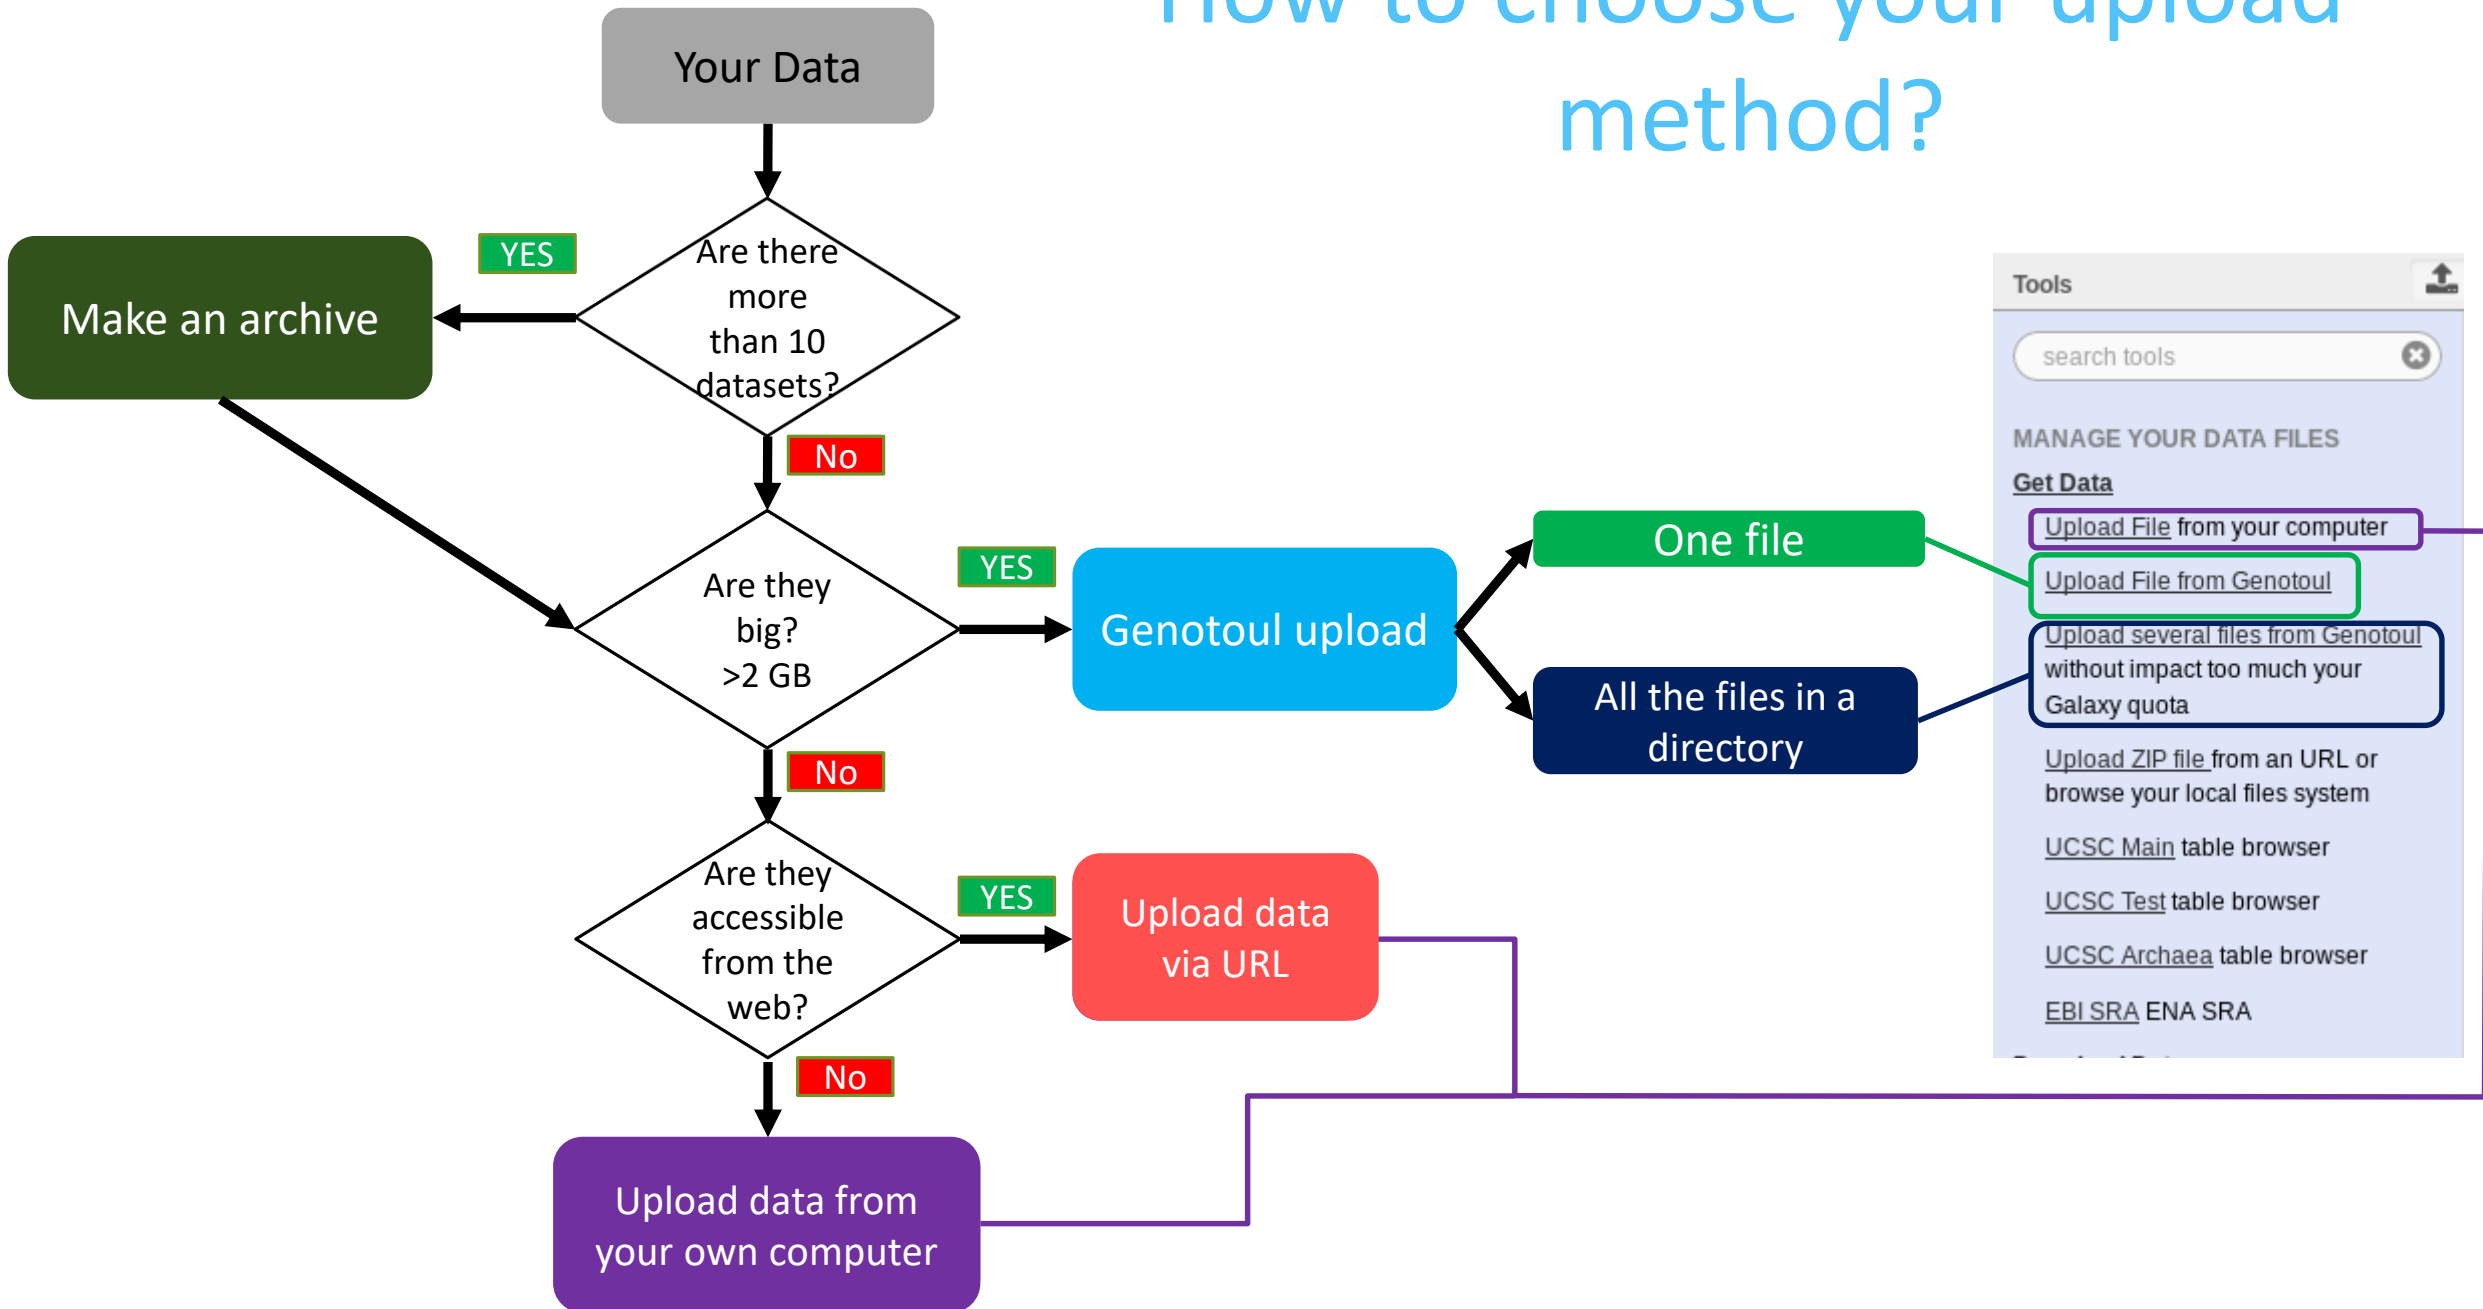 How to choose your upload
method?
Your Data
Are there
more
than 10
datasets?
YES
Make an archive
No
Are they
big?
>2 GB
YES
Genotoul upload
One file
All the files in a
directory
No
Are they
accessible
from the
web?
YES
Upload data
via URL
No
Upload data from
your own computer
Tools
search tools
MANAGE YOUR DATA FILES
Get Data
Upload File from your computer
Upload File from Genotoul
Upload several files from Genotoul
without impact too much your
Galaxy quota
Upload ZIP file from an URL or
browse your local files system
UCSC Main table browser
UCSC Test table browser
UCSC Archaea table browser
EBI SRA ENA SRA